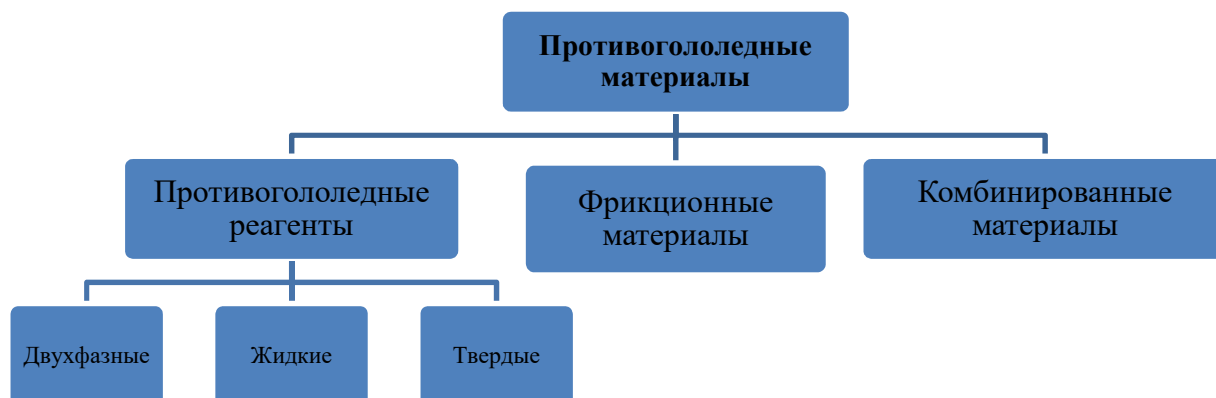 Противогололедные
материалы
Противогололедные
реагенты
Фрикционные
материалы
Комбинированные
материалы
Двухфазные
Жидкие
Твердые